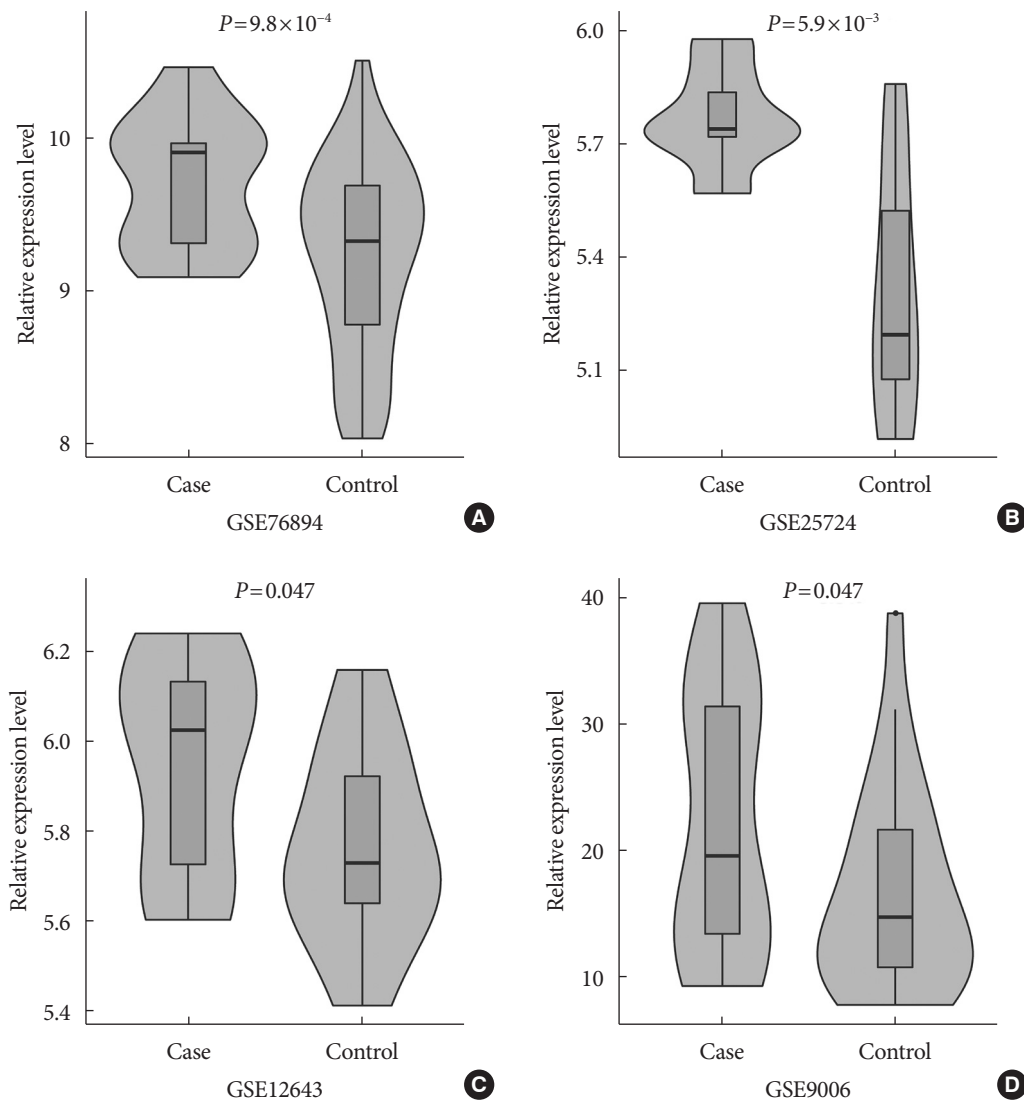 P=9.8×10⁻⁴
Relative expression level
10
9
8
Case
Control
GSE76894
A
P=5.9×10⁻³
Relative expression level
6.0
5.7
5.4
5.1
Case
Control
GSE25724
B
P=0.047
Relative expression level
6.2
6.0
5.8
5.6
5.4
Case
Control
GSE12643
C
P=0.047
Relative expression level
40
30
20
10
Case
Control
GSE9006
D